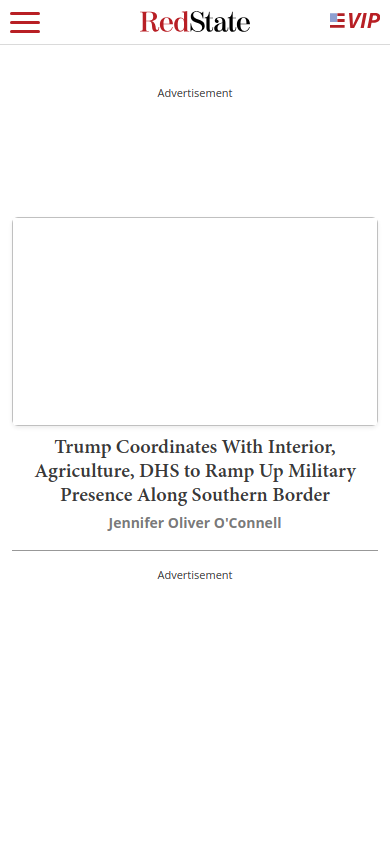 RedState
VIP
Advertisement
Trump Coordinates With Interior,
Agriculture, DHS to Ramp Up Military
Presence Along Southern Border
Jennifer Oliver O'Connell
Advertisement